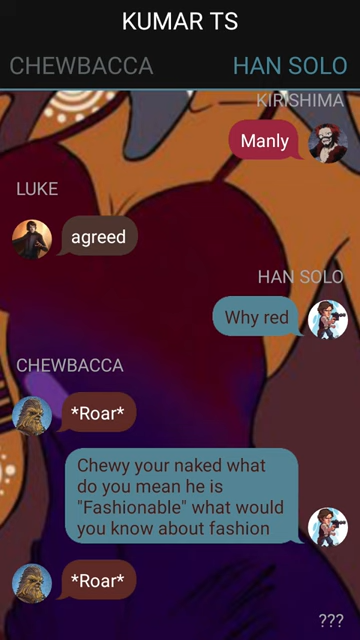 KUMAR TS
CHEWBACCA
HAN SOLO
KIRISHIMA
Manly
LUKE
agreed
HAN SOLO
Why red
CHEWBACCA
*Roar*
Chewy your naked what
do you mean he is
"Fashionable" what would
you know about fashion
*Roar*
???